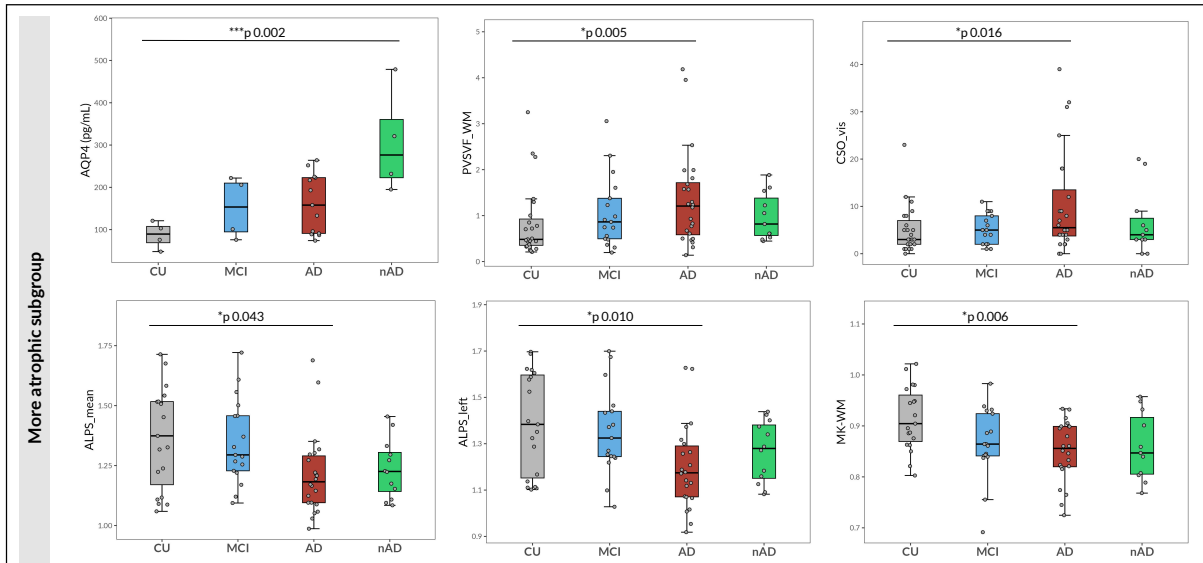 More atrophic subgroup
***p 0.002
AQP4 (pg/mL)
600
500
400
300
200
100
CU MCI AD nAD
*p 0.005
PVSVF_WM
5
4
3
2
1
0
CU MCI AD nAD
*p 0.016
CSO_vis
40
30
20
10
0
CU MCI AD nAD
*p 0.043
ALPS_mean
1.75
1.50
1.25
1.00
CU MCI AD nAD
*p 0.010
ALPS_left
1.9
1.7
1.5
1.3
1.1
0.9
CU MCI AD nAD
*p 0.006
MK-WM
1.1
1.0
0.9
0.8
0.7
CU MCI AD nAD